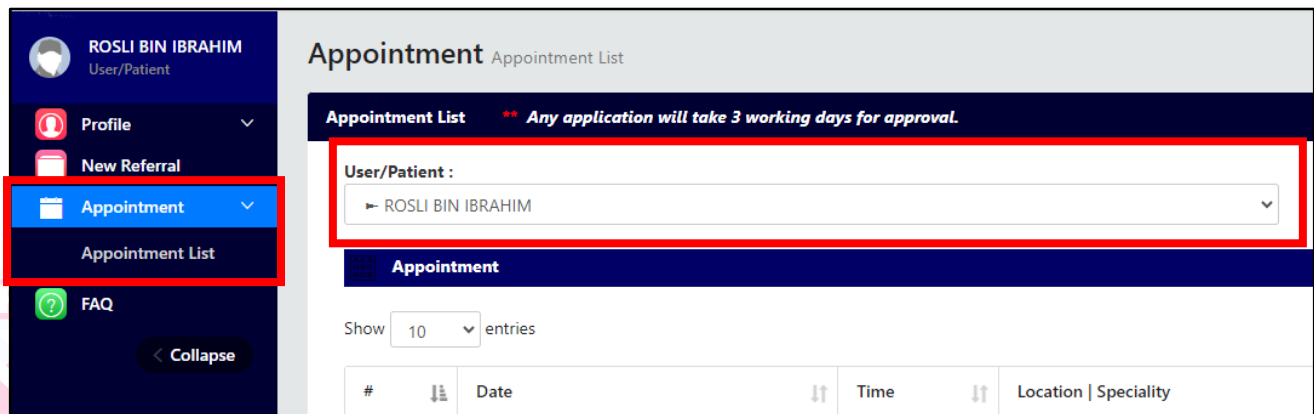 ROSLI BIN IBRAHIM
User/Patient
Profile
New Referral
Appointment
Appointment List
FAQ
Collapse
Appointment Appointment List
Appointment List ** Any application will take 3 working days for approval.
User/Patient :
ROSLI BIN IBRAHIM
Appointment
Show 10 entries
# Date Time Location | Speciality